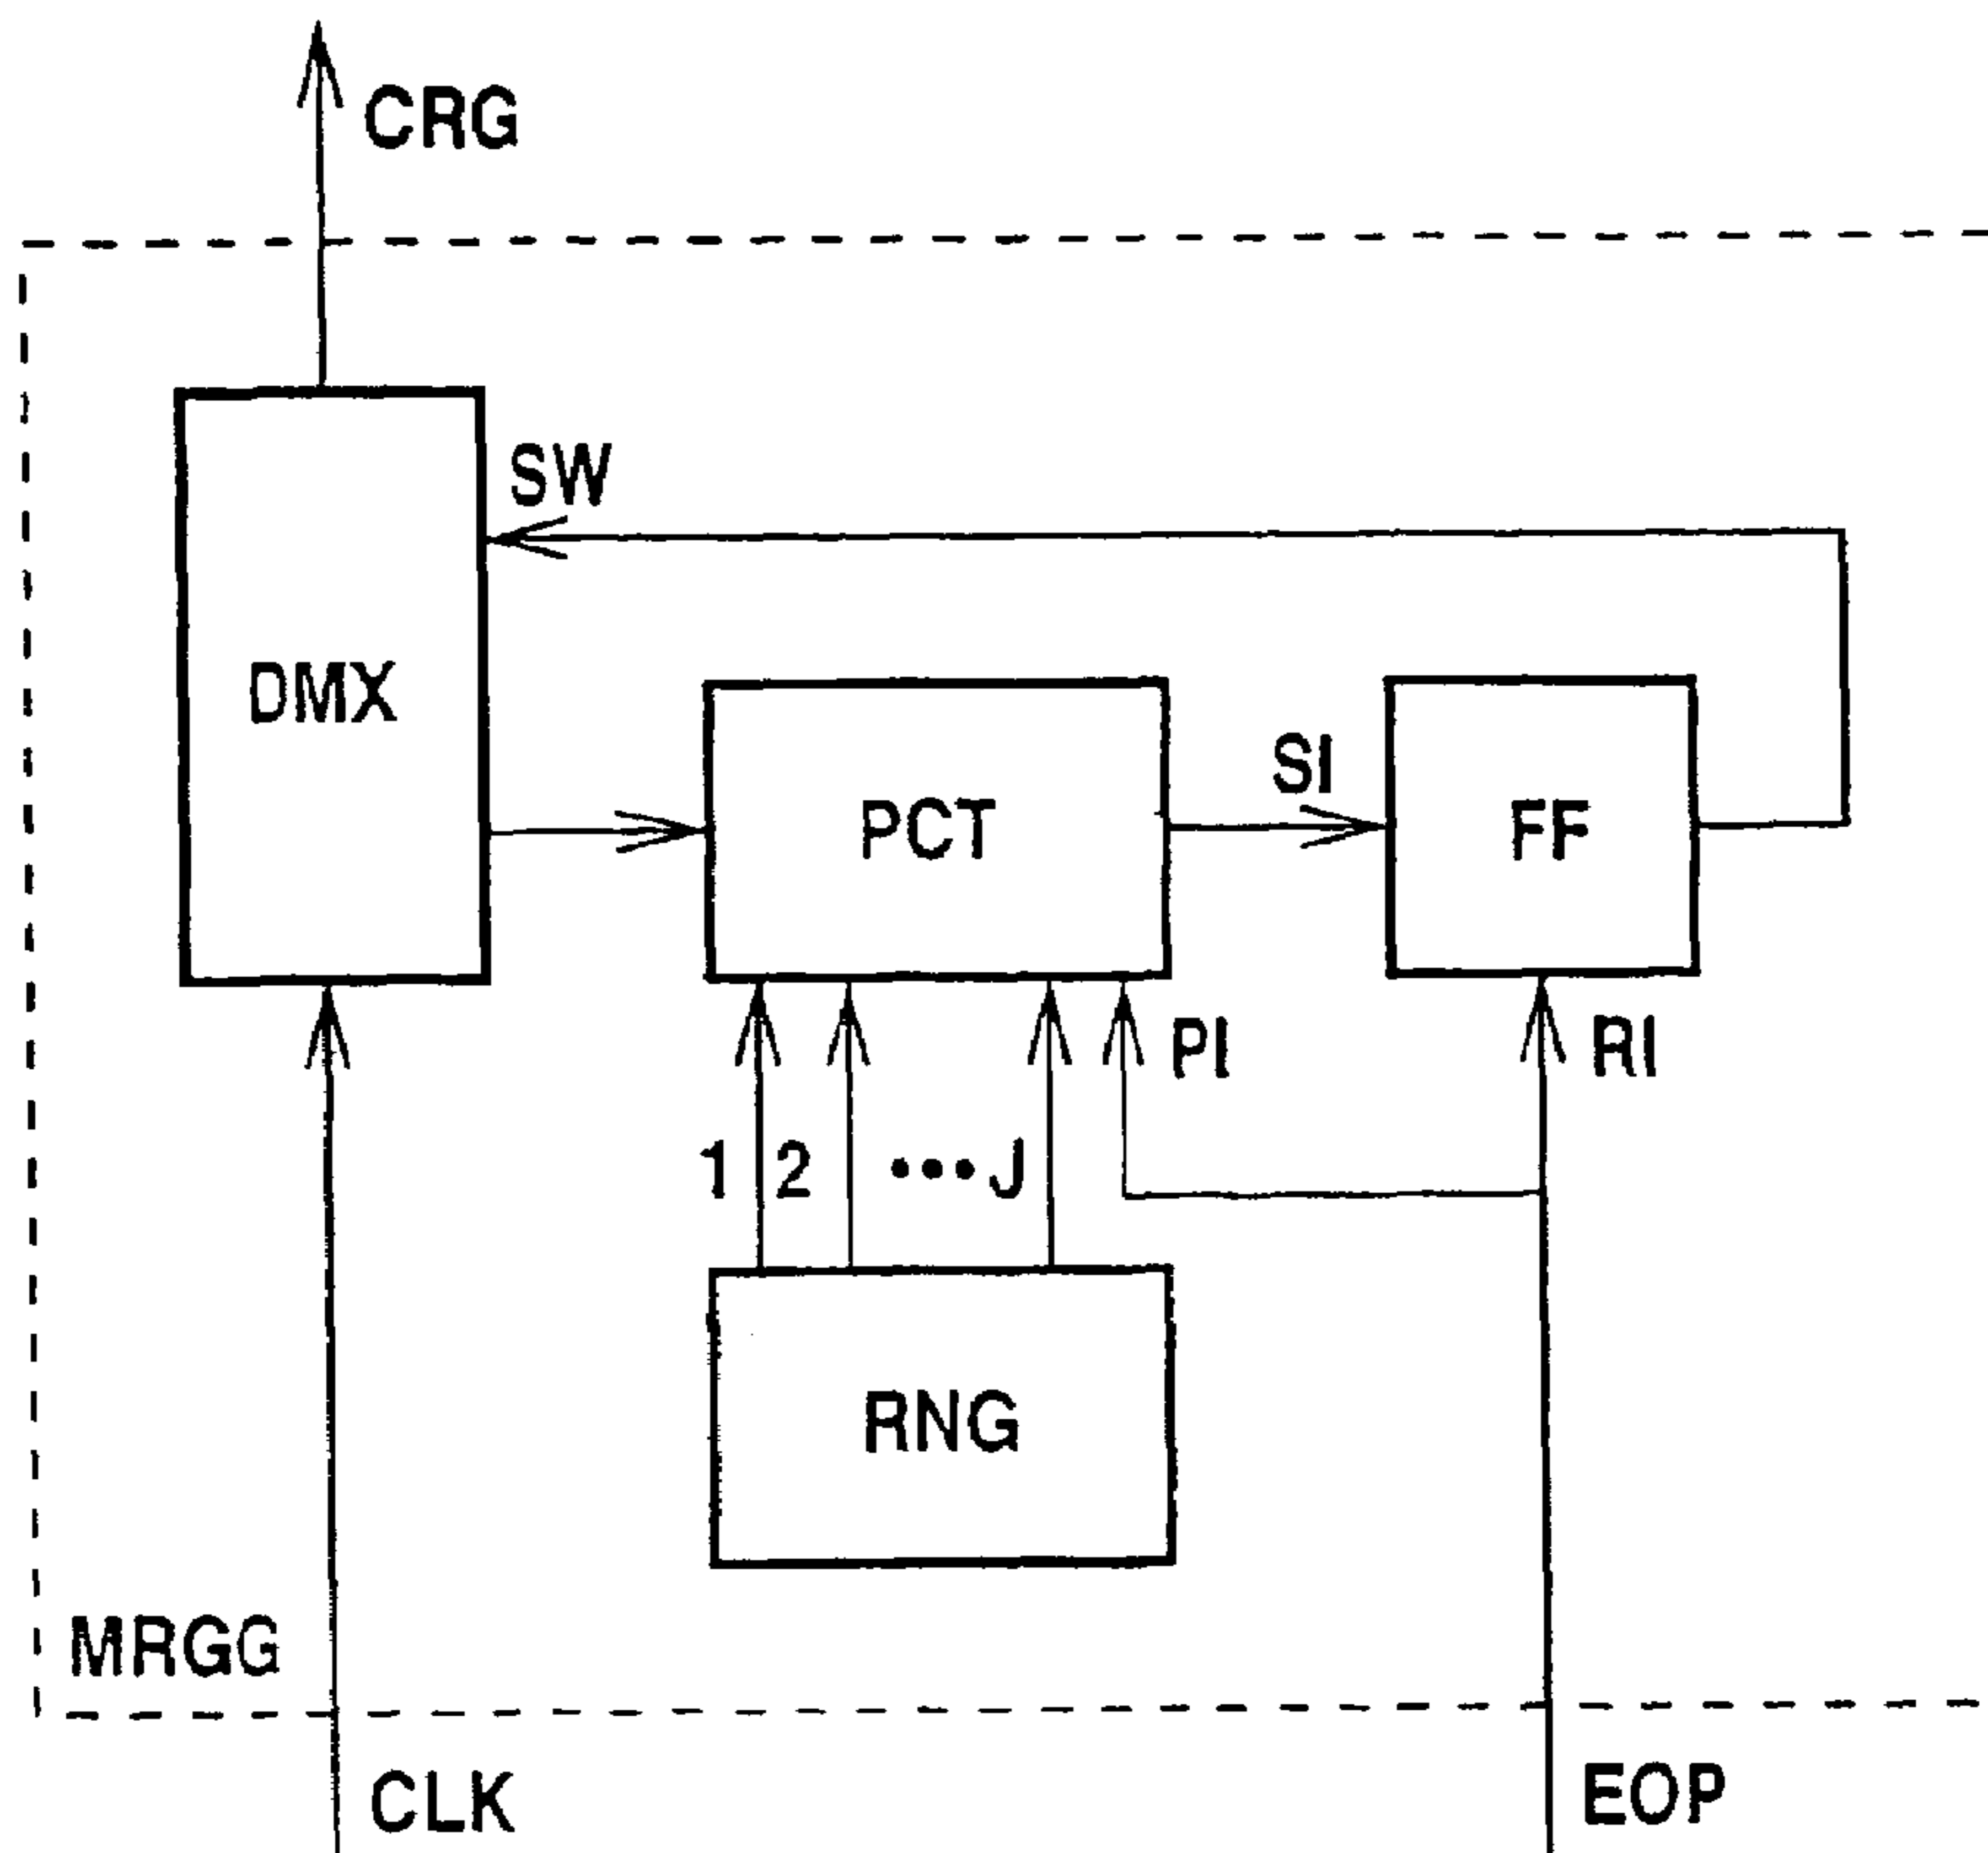 CRG
SW
DMX
PCT
SI
FF
PI
RI
1 2 •••J
RNG
MRGG
CLK
EOP